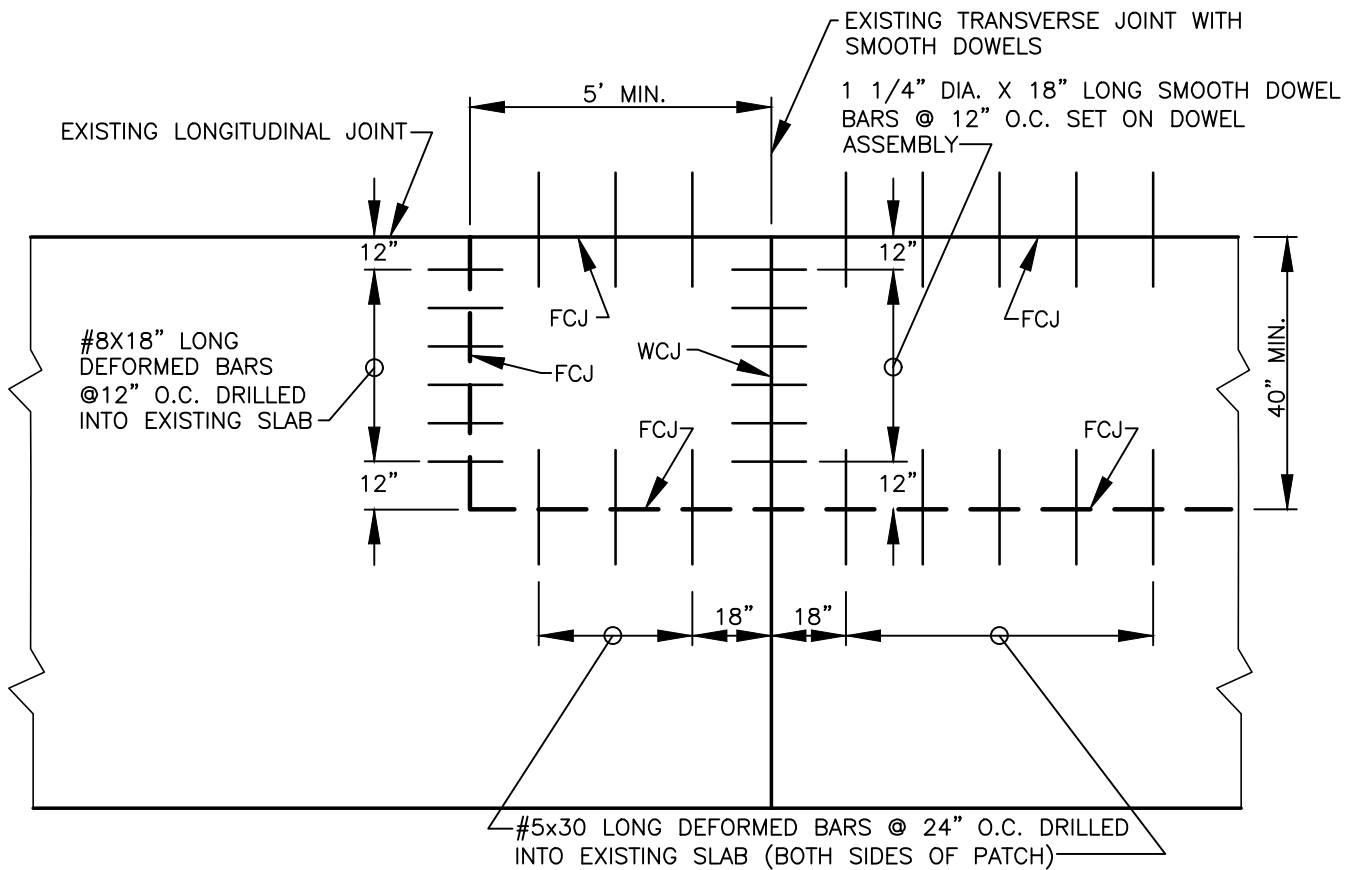 EXISTING TRANSVERSE JOINT WITH
SMOOTH DOWELS
1 1/4" DIA. X 18" LONG SMOOTH DOWEL
BARS @ 12" O.C. SET ON DOWEL
ASSEMBLY
5' MIN.
EXISTING LONGITUDINAL JOINT
12"
12"
FCJ
FCJ
#8X18" LONG
DEFORMED BARS
@12" O.C. DRILLED
INTO EXISTING SLAB
WCJ
FCJ
40" MIN.
FCJ
FCJ
12"
12"
18"
18"
#5x30 LONG DEFORMED BARS @ 24" O.C. DRILLED
INTO EXISTING SLAB (BOTH SIDES OF PATCH)